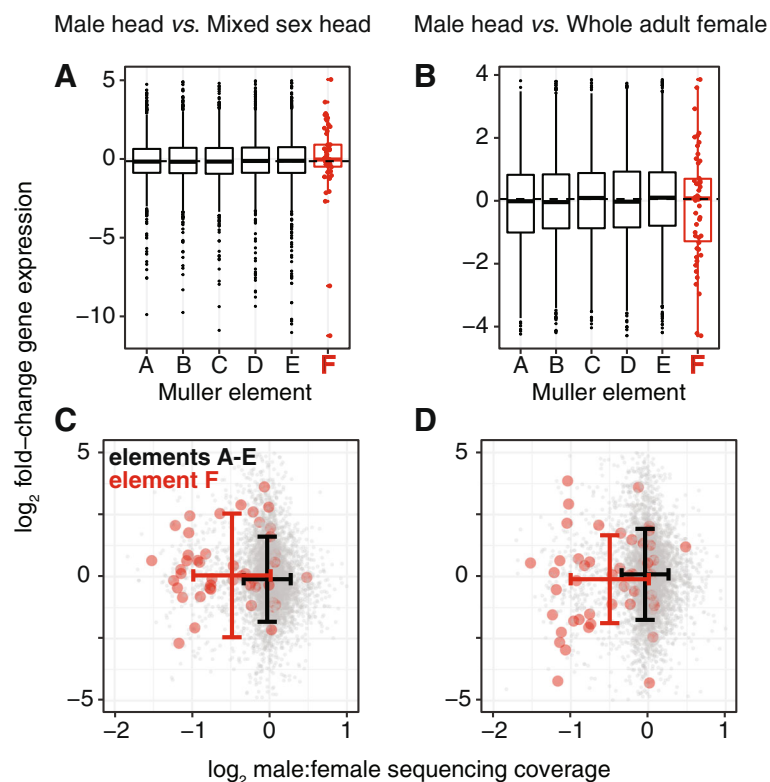 Male head vs. Mixed sex head
Male head vs. Whole adult female
A
B
5
0
−5
−10
4
2
0
−2
−4
A B C D E F
A B C D E F
Muller element
Muller element
log2 fold−change gene expression
C
D
elements A-E
element F
5
0
−5
5
0
−5
−2 −1 0 1
−2 −1 0 1
log2 male:female sequencing coverage